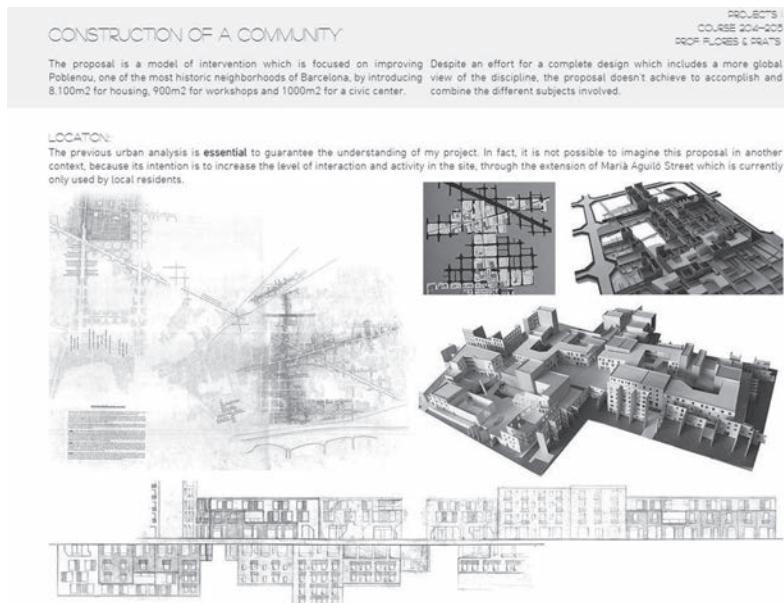 CONSTRUCTION OF A COMMUNITY
PROJECTS I
COURSE 2014-2015
PROF. FLORES & PRATS
The proposal is a model of intervention which is focused on improving
Poblenou, one of the most historic neighborhoods of Barcelona, by introducing
8.100m2 for housing, 900m2 for workshops and 1000m2 for a civic center.
Despite an effort for a complete design which includes a more global
view of the discipline, the proposal doesn't achieve to accomplish and
combine the different subjects involved.
LOCATION:
The previous urban analysis is essential to guarantee the understanding of my project. In fact, it is not possible to imagine this proposal in another
context, because its intention is to increase the level of interaction and activity in the site, through the extension of Marià Aguiló Street which is currently
only used by local residents.